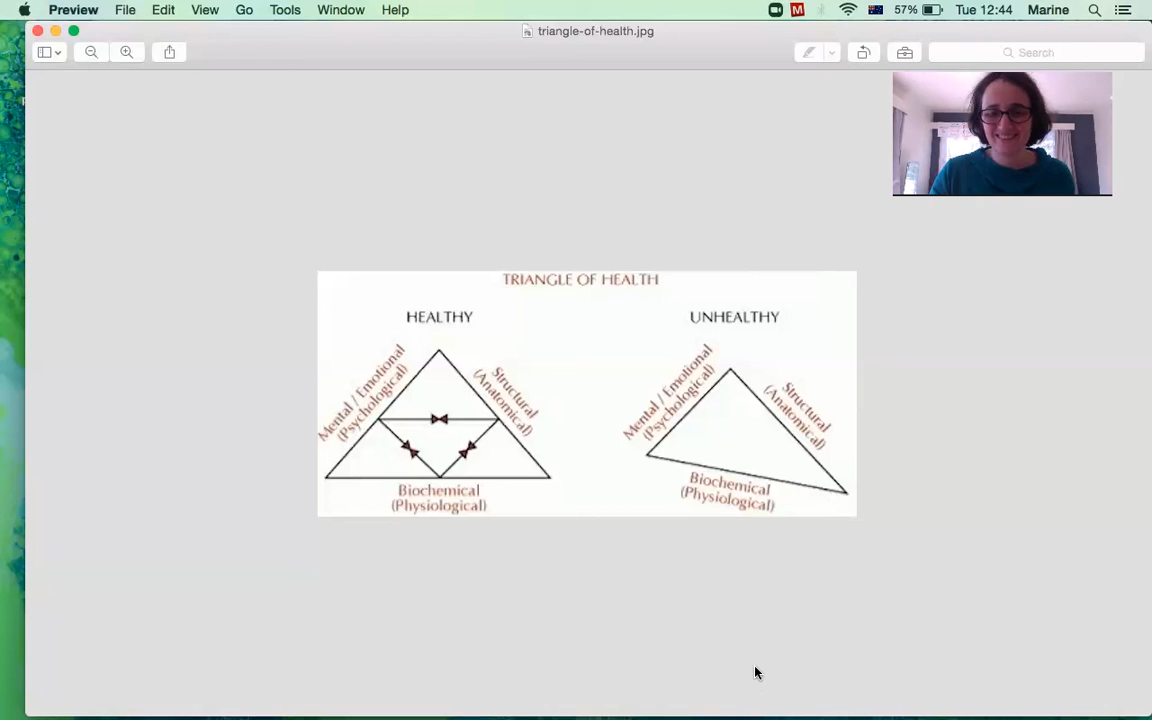 Preview File Edit View Go Tools Window Help 57% Tue 12:44 Marine
triangle-of-health.jpg
Search
TRIANGLE OF HEALTH
HEALTHY
UNHEALTHY
Mental / Emotional
(Psychological)
Structural
(Anatomical)
Biochemical
(Physiological)
Mental / Emotional
(Psychological)
Structural
(Anatomical)
Biochemical
(Physiological)